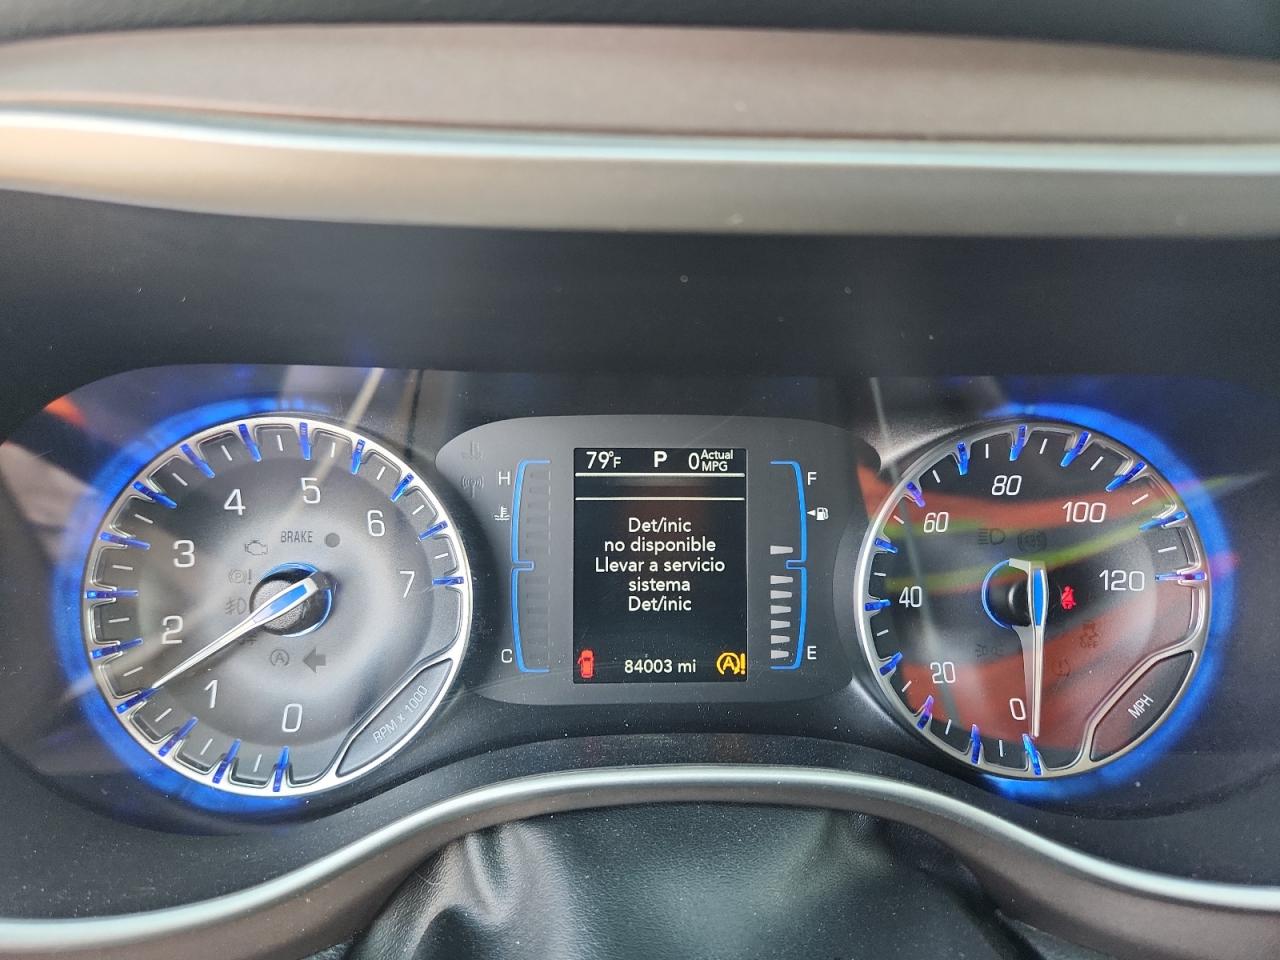 79°F P 0 Actual MPG
H
F
C
E
Det/inic
no disponible
Llevar a servicio
sistema
Det/inic
84003 mi
A!
BRAKE
0
1
2
3
4
5
6
7
RPM x 1000
0
20
40
60
80
100
120
MPH